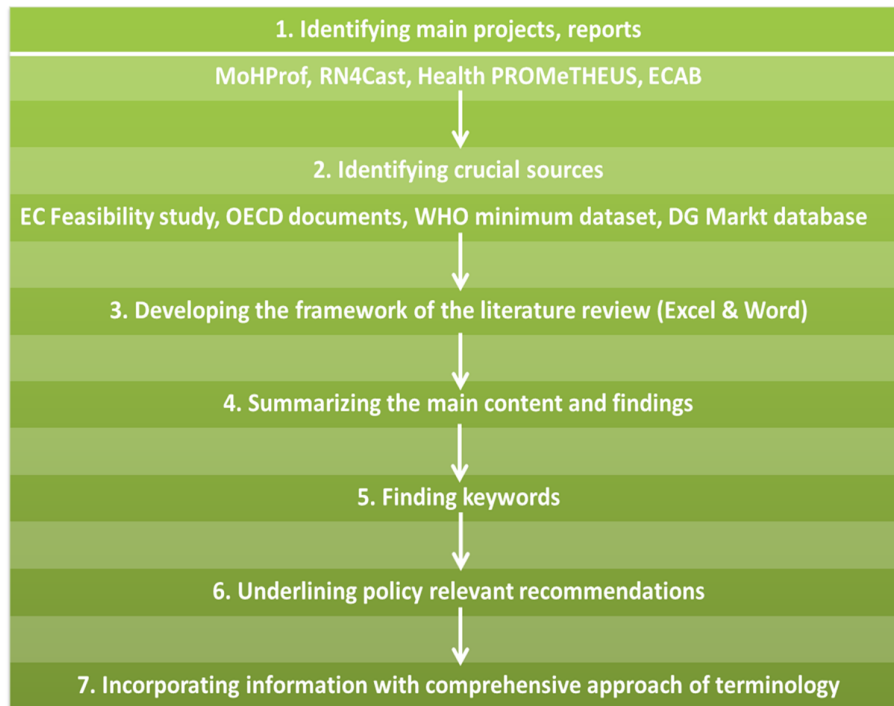 1. Identifying main projects, reports
MoHProf, RN4Cast, Health PROMeTHEUS, ECAB
2. Identifying crucial sources
EC Feasibility study, OECD documents, WHO minimum dataset, DG Markt database
3. Developing the framework of the literature review (Excel & Word)
4. Summarizing the main content and findings
5. Finding keywords
6. Underlining policy relevant recommendations
7. Incorporating information with comprehensive approach of terminology